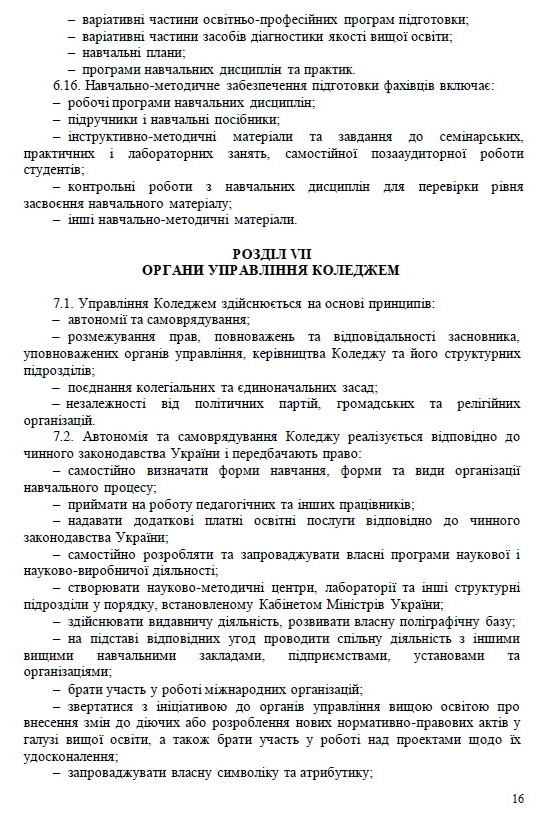 – варіативні частини освітньо-професійних програм підготовки;
– варіативні частини засобів діагностики якості вищої освіти;
– навчальні плани;
– програми навчальних дисциплін та практик.
6.16. Навчально-методичне забезпечення підготовки фахівців включає:
– робочі програми навчальних дисциплін;
– підручники і навчальні посібники;
– інструктивно-методичні матеріали та завдання до семінарських,
практичних і лабораторних занять, самостійної позааудиторної роботи
студентів;
– контрольні роботи з навчальних дисциплін для перевірки рівня
засвоєння навчального матеріалу;
– інші навчально-методичні матеріали.
РОЗДІЛ VII
ОРГАНИ УПРАВЛІННЯ КОЛЕДЖЕМ
7.1. Управління Коледжем здійснюється на основі принципів:
– автономії та самоврядування;
– розмежування прав, повноважень та відповідальності засновника,
уповноважених органів управління, керівництва Коледжу та його структурних
підрозділів;
– поєднання колегіальних та єдиноначальних засад;
– незалежності від політичних партій, громадських та релігійних
організацій.
7.2. Автономія та самоврядування Коледжу реалізується відповідно до
чинного законодавства України і передбачають право:
– самостійно визначати форми навчання, форми та види організації
навчального процесу;
– приймати на роботу педагогічних та інших працівників;
– надавати додаткові платні освітні послуги відповідно до чинного
законодавства України;
– самостійно розробляти та запроваджувати власні програми наукової і
науково-виробничої діяльності;
– створювати науково-методичні центри, лабораторії та інші структурні
підрозділи у порядку, встановленому Кабінетом Міністрів України;
– здійснювати видавничу діяльність, розвивати власну поліграфічну базу;
– на підставі відповідних угод проводити спільну діяльність з іншими
вищими навчальними закладами, підприємствами, установами та
організаціями;
– брати участь у роботі міжнародних організацій;
– звертатися з ініціативою до органів управління вищою освітою про
внесення змін до діючих або розроблення нових нормативно-правових актів у
галузі вищої освіти, а також брати участь у роботі над проектами щодо їх
удосконалення;
– запроваджувати власну символіку та атрибутику;
16